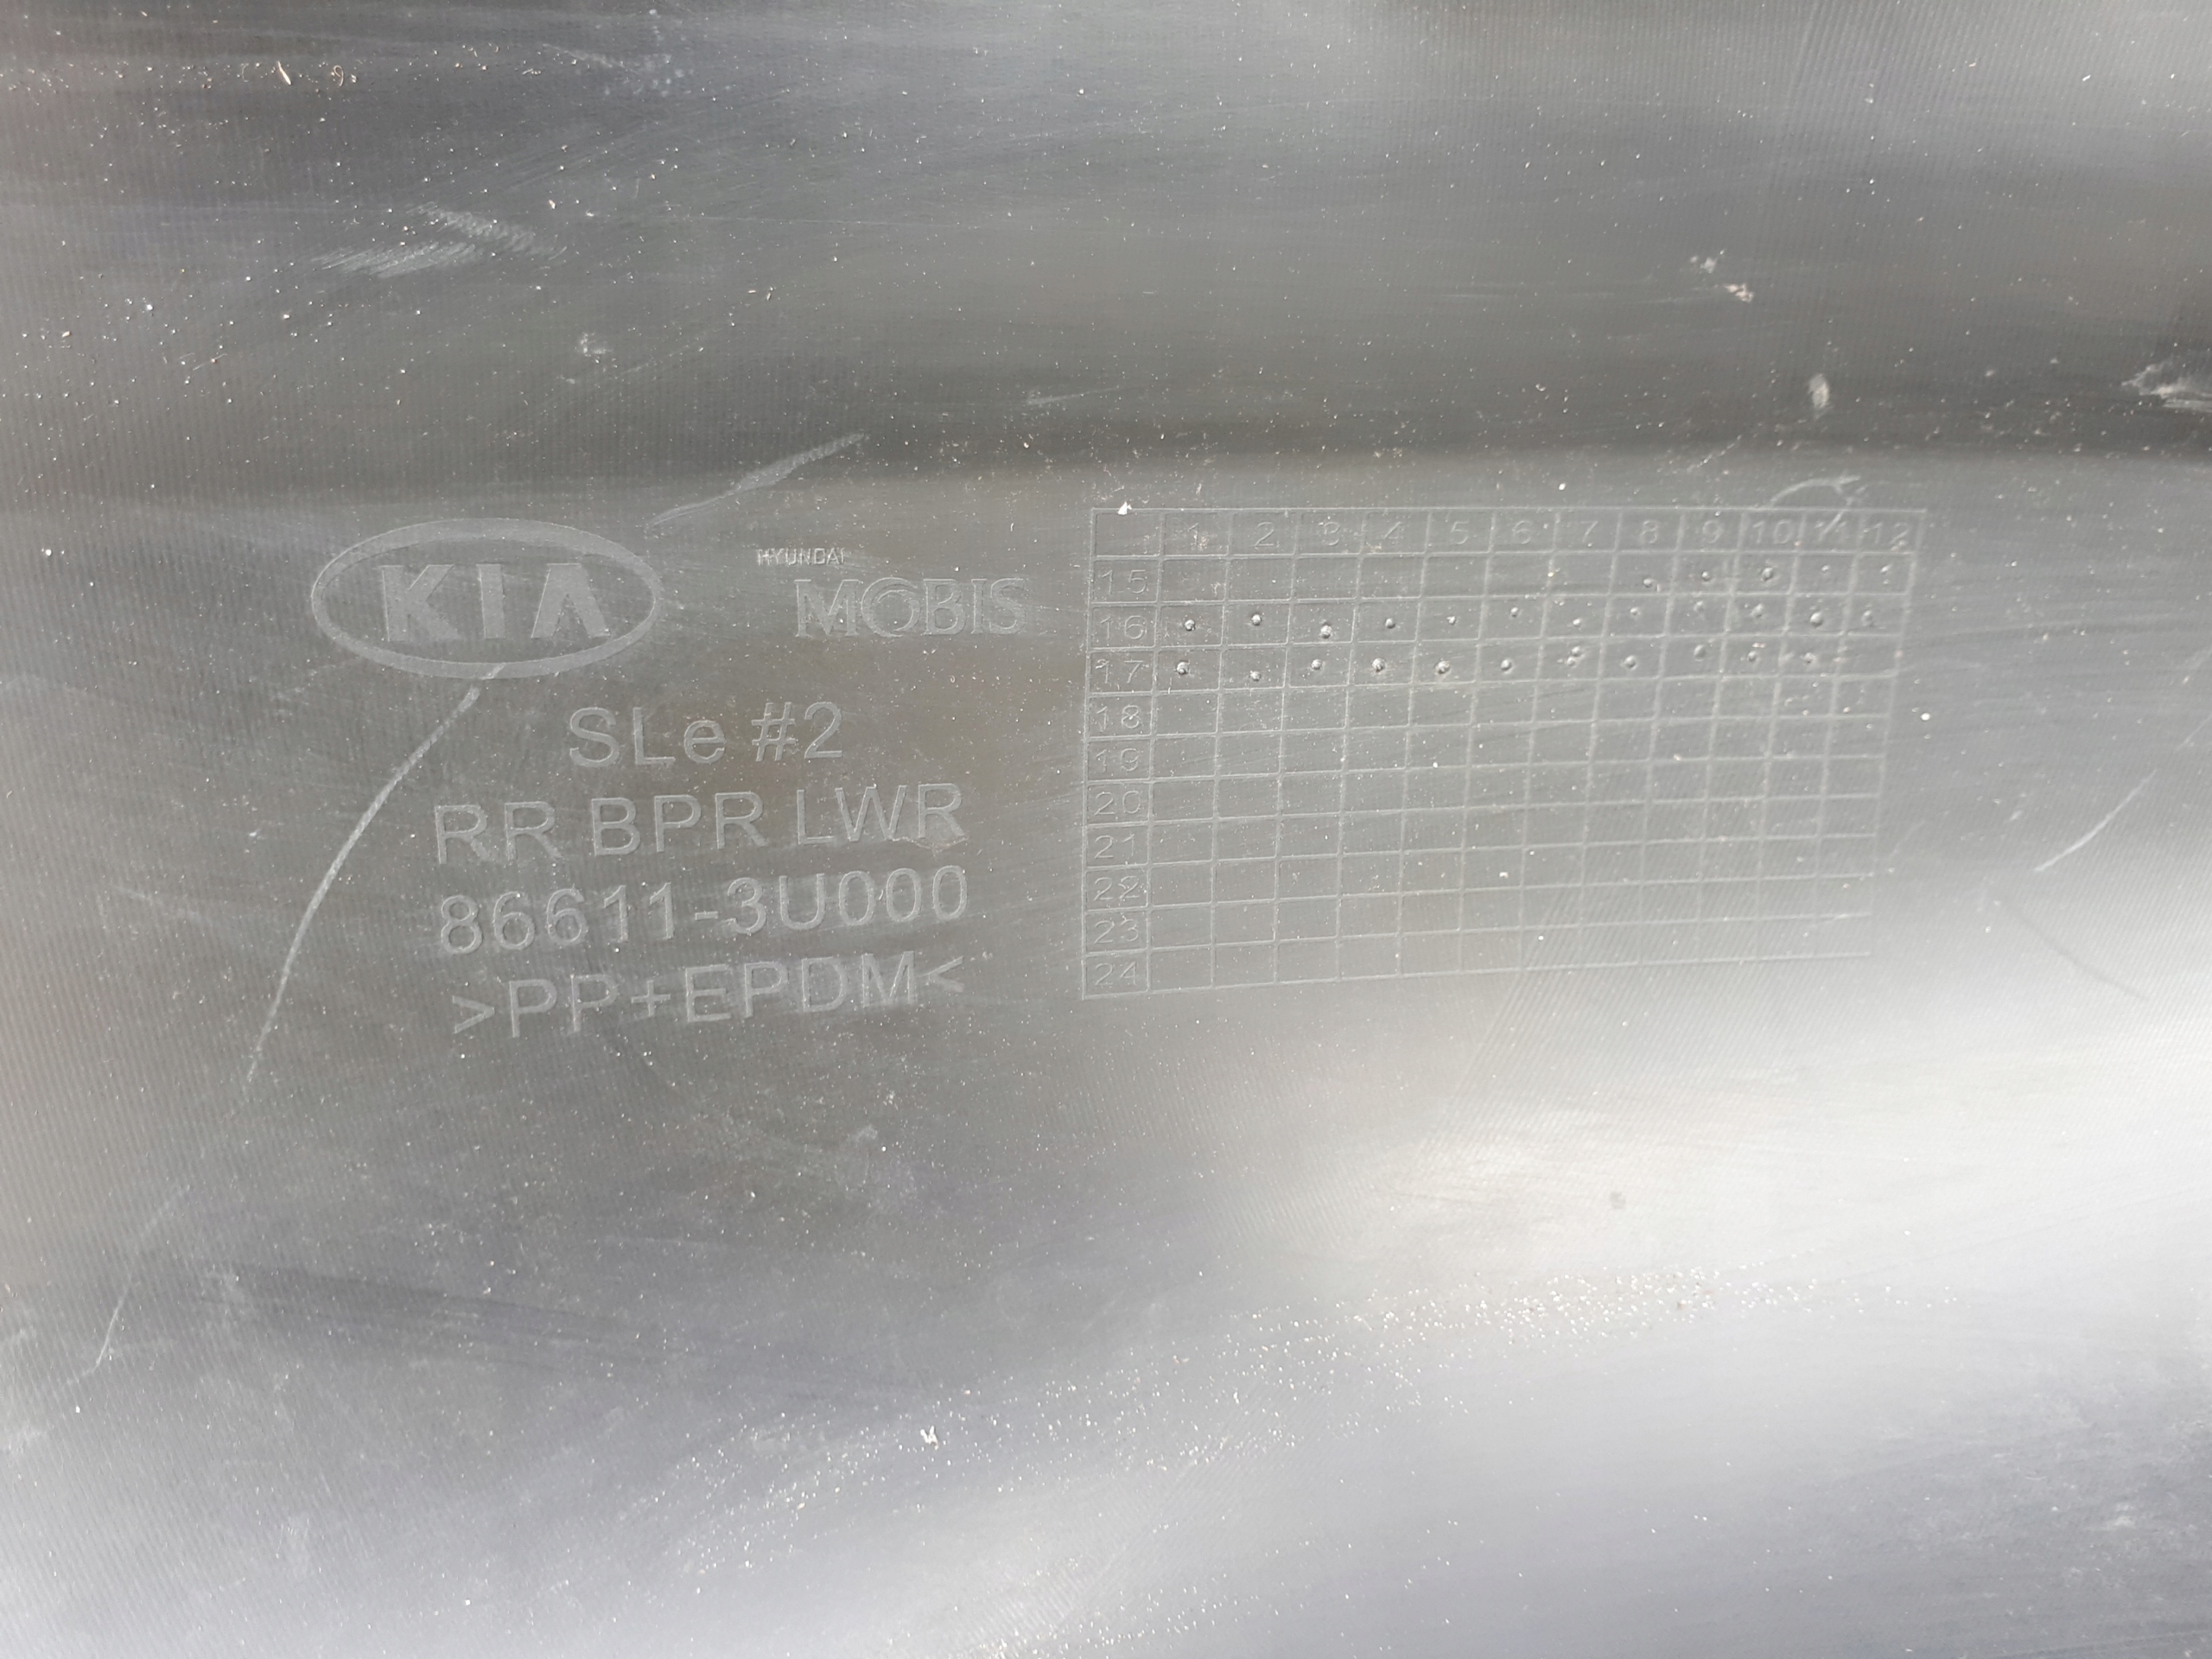 KIA
HYUNDAI
MOBIS
SLe #2
RR BPR LWR
86611-3U000
>PP+EPDM<
1 2 3 4 5 6 7 8 9 10 11 12
15
16
17
18
19
20
21
22
23
24